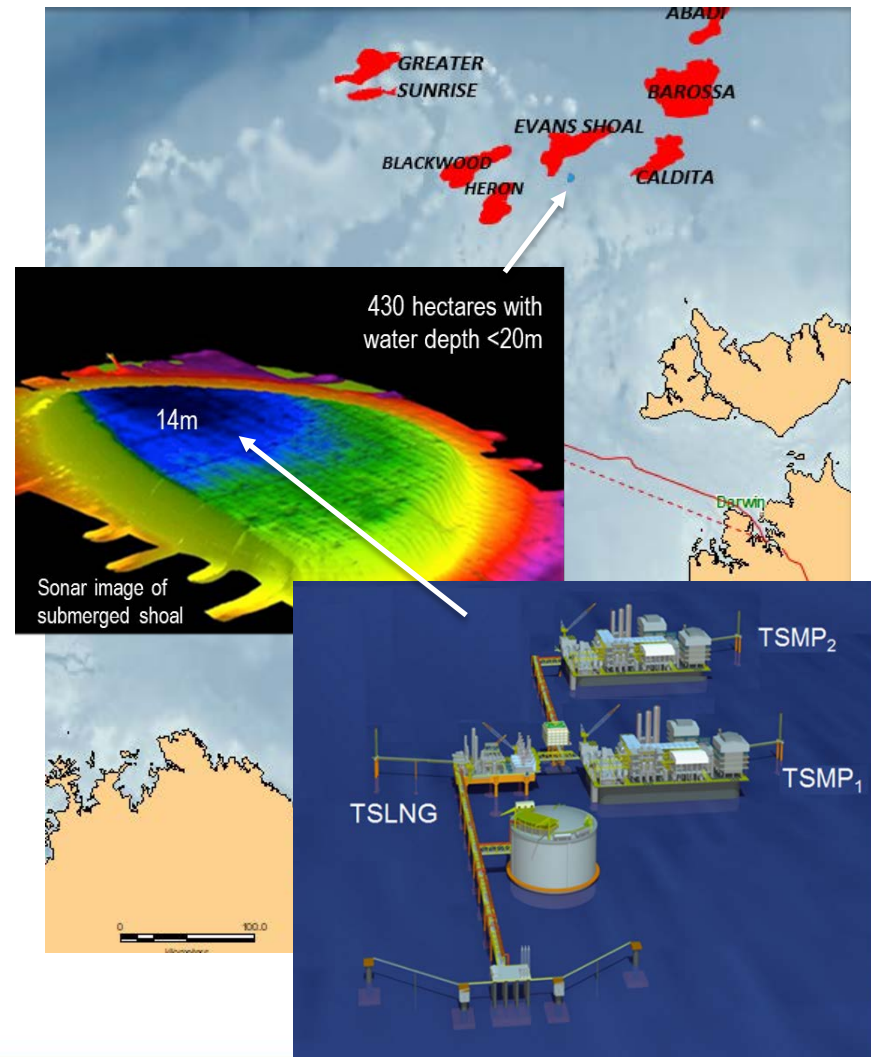 ABADI
GREATER
SUNRISE
BAROSSA
EVANS SHOAL
BLACKWOOD
HERON
CALDITA
430 hectares with
water depth <20m
14m
Darwin
Sonar image of
submerged shoal
TSMP₂
TSMP₁
TSLNG
0 100.0